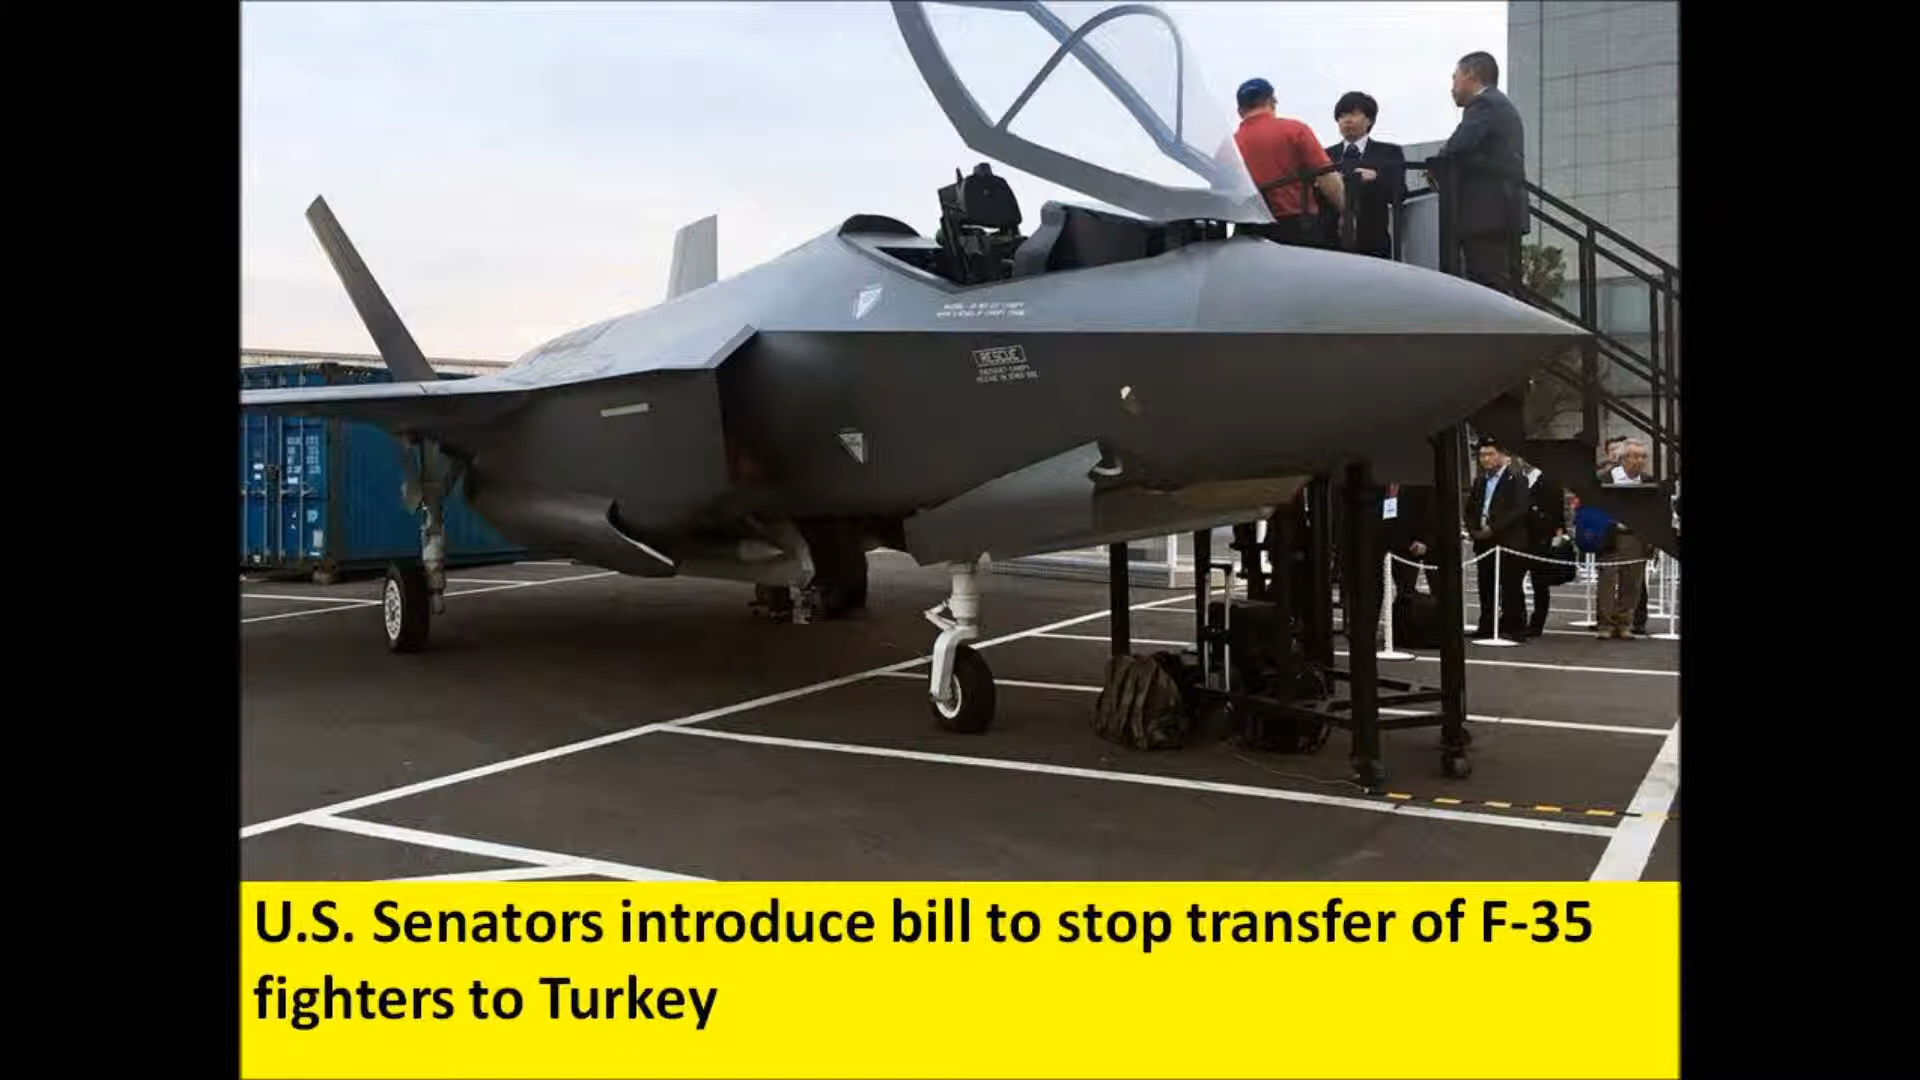 RESCUE
U.S. Senators introduce bill to stop transfer of F-35
fighters to Turkey